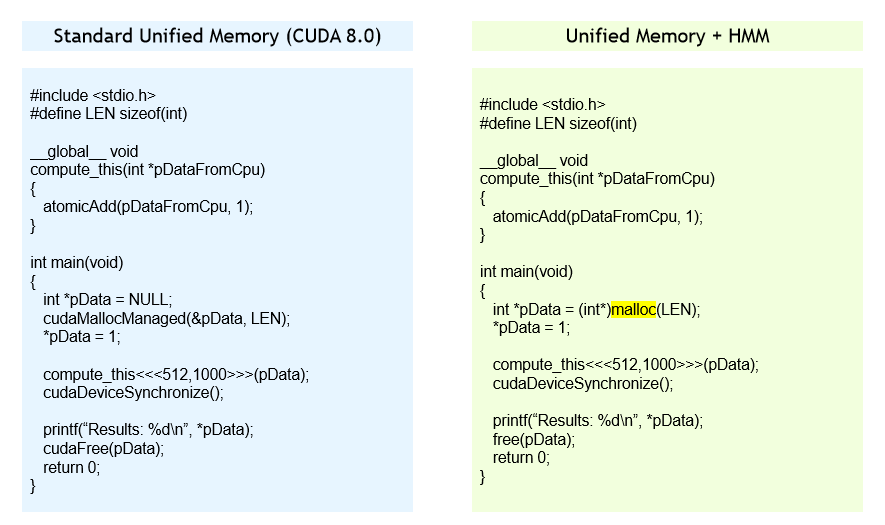 Standard Unified Memory (CUDA 8.0)
#include <stdio.h>
#define LEN sizeof(int)
__global__ void
compute_this(int *pDataFromCpu)
{
atomicAdd(pDataFromCpu, 1);
}
int main(void)
{
int *pData = NULL;
cudaMallocManaged(&pData, LEN);
*pData = 1;
compute_this<<<512,1000>>>(pData);
cudaDeviceSynchronize();
printf(“Results: %d\n”, *pData);
cudaFree(pData);
return 0;
}
Unified Memory + HMM
#include <stdio.h>
#define LEN sizeof(int)
__global__ void
compute_this(int *pDataFromCpu)
{
atomicAdd(pDataFromCpu, 1);
}
int main(void)
{
int *pData = (int*)malloc(LEN);
*pData = 1;
compute_this<<<512,1000>>>(pData);
cudaDeviceSynchronize();
printf(“Results: %d\n”, *pData);
free(pData);
return 0;
}